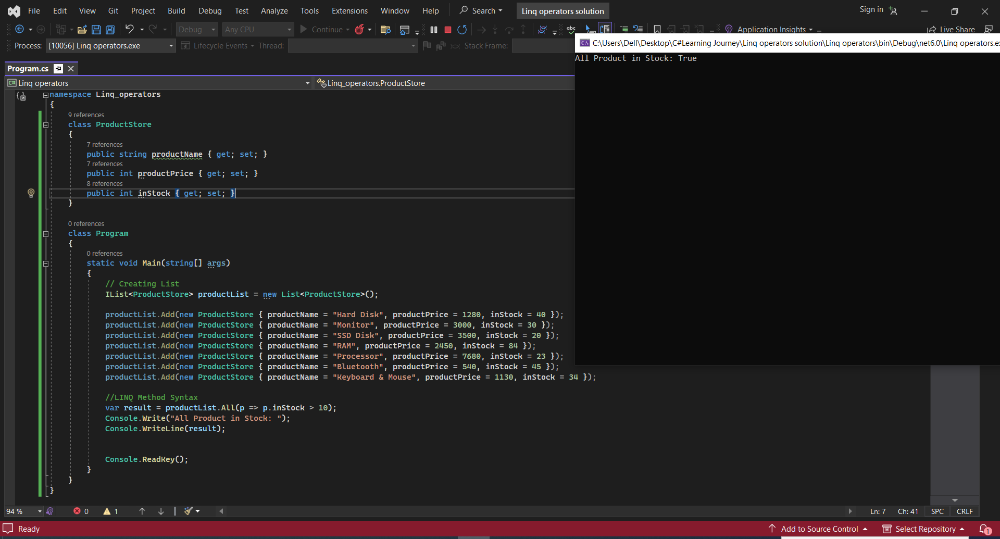 File Edit View Git Project Build Debug Test Analyze Tools Extensions Window Help Search Linq operators solution Sign in
Debug Any CPU Continue Application Insights Live Share
Process: [10056] Linq operators.exe Lifecycle Events Thread: Stack Frame:
C:\Users\Dell\Desktop\C#Learning Journey\Linq operators solution\Linq operators\bin\Debug\net6.0\Linq operators.ex
All Product in Stock: True
Program.cs
C# Linq operators Linq_operators.ProductStore
namespace Linq_operators
{
9 references
class ProductStore
{
7 references
public string productName { get; set; }
7 references
public int productPrice { get; set; }
8 references
public int inStock { get; set; }
}
0 references
class Program
{
0 references
static void Main(string[] args)
{
// Creating List
IList<ProductStore> productList = new List<ProductStore>();
productList.Add(new ProductStore { productName = "Hard Disk", productPrice = 1280, inStock = 40 });
productList.Add(new ProductStore { productName = "Monitor", productPrice = 3000, inStock = 30 });
productList.Add(new ProductStore { productName = "SSD Disk", productPrice = 3500, inStock = 20 });
productList.Add(new ProductStore { productName = "RAM", productPrice = 2450, inStock = 84 });
productList.Add(new ProductStore { productName = "Processor", productPrice = 7680, inStock = 23 });
productList.Add(new ProductStore { productName = "Bluetooth", productPrice = 540, inStock = 45 });
productList.Add(new ProductStore { productName = "Keyboard & Mouse", productPrice = 1130, inStock = 34 });
//LINQ Method Syntax
var result = productList.All(p => p.inStock > 10);
Console.Write("All Product in Stock: ");
Console.WriteLine(result);
Console.ReadKey();
}
}
}
94 % 0 1 Ln: 7 Ch: 41 SPC CRLF
Ready Add to Source Control Select Repository 1